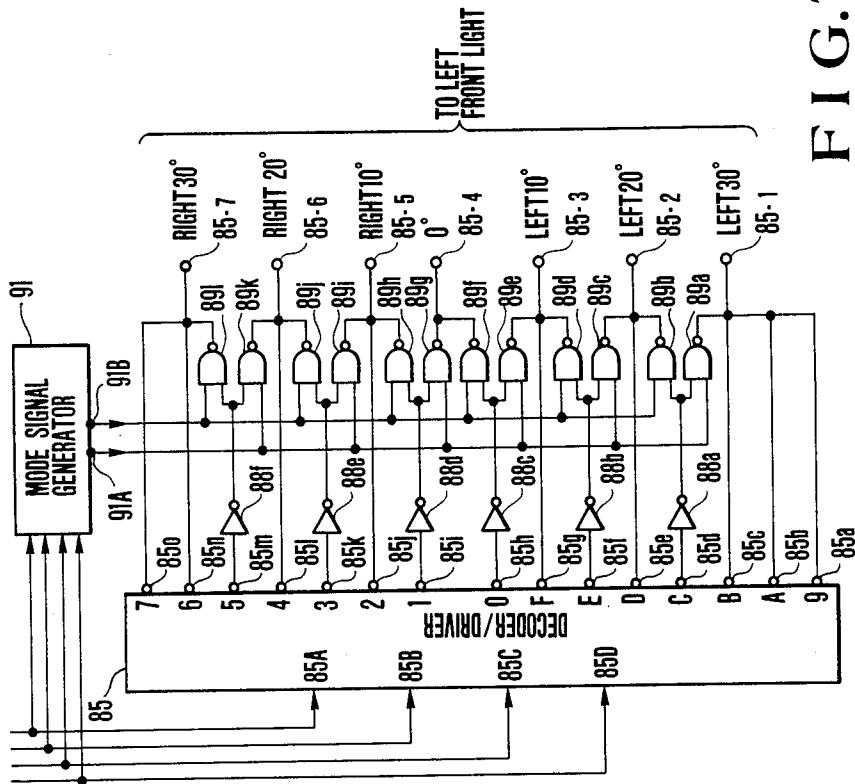 91
MODE SIGNAL
GENERATOR
91A
91B
85
85A
85B
85C
85D
DECODER/DRIVER
7
6
5
4
3
2
1
0
F
E
D
C
B
A
9
85o
85n
85m
85l
85k
85j
85i
85h
85g
85f
85e
85d
85c
85b
85a
88f
88e
88d
88c
88b
88a
89l
89k
89j
89i
89h
89g
89f
89e
89d
89c
89b
89a
RIGHT 30°
85-7
RIGHT 20°
85-6
RIGHT 10°
85-5
0°
85-4
LEFT 10°
85-3
LEFT 20°
85-2
LEFT 30°
85-1
TO LEFT
FRONT LIGHT
FIG.